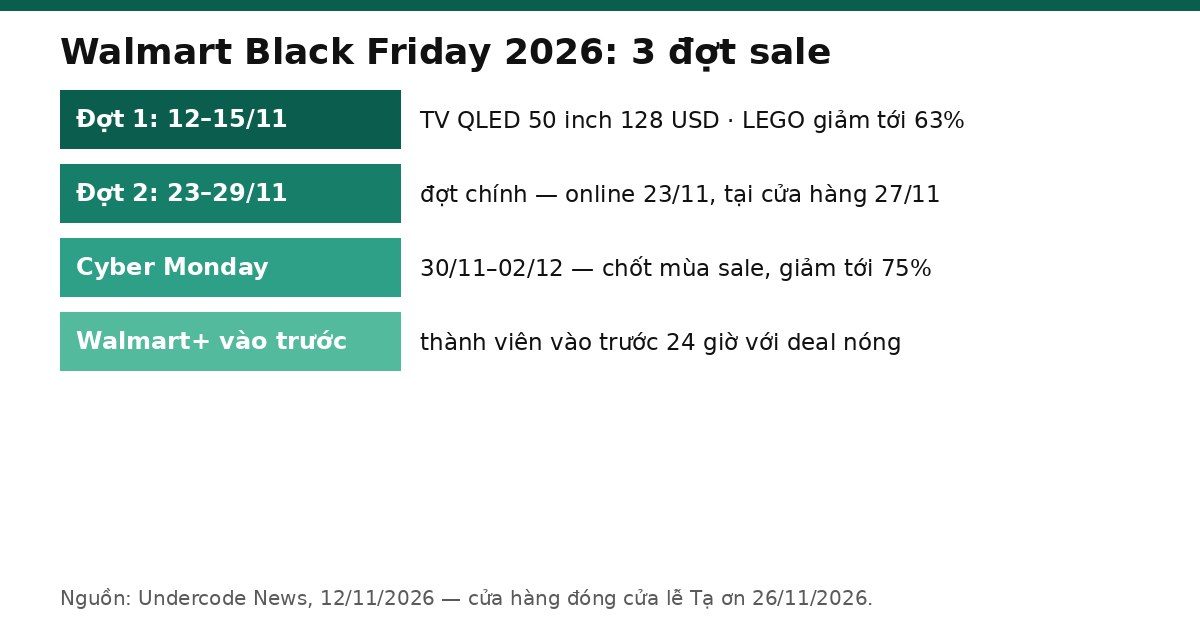 Walmart Black Friday 2026: 3 đợt sale
Đợt 1: 12–15/11
TV QLED 50 inch 128 USD · LEGO giảm tới 63%
Đợt 2: 23–29/11
đợt chính — online 23/11, tại cửa hàng 27/11
Cyber Monday
30/11–02/12 — chốt mùa sale, giảm tới 75%
Walmart+ vào trước
thành viên vào trước 24 giờ với deal nóng
Nguồn: Undercode News, 12/11/2026 — cửa hàng đóng cửa lễ Tạ ơn 26/11/2026.